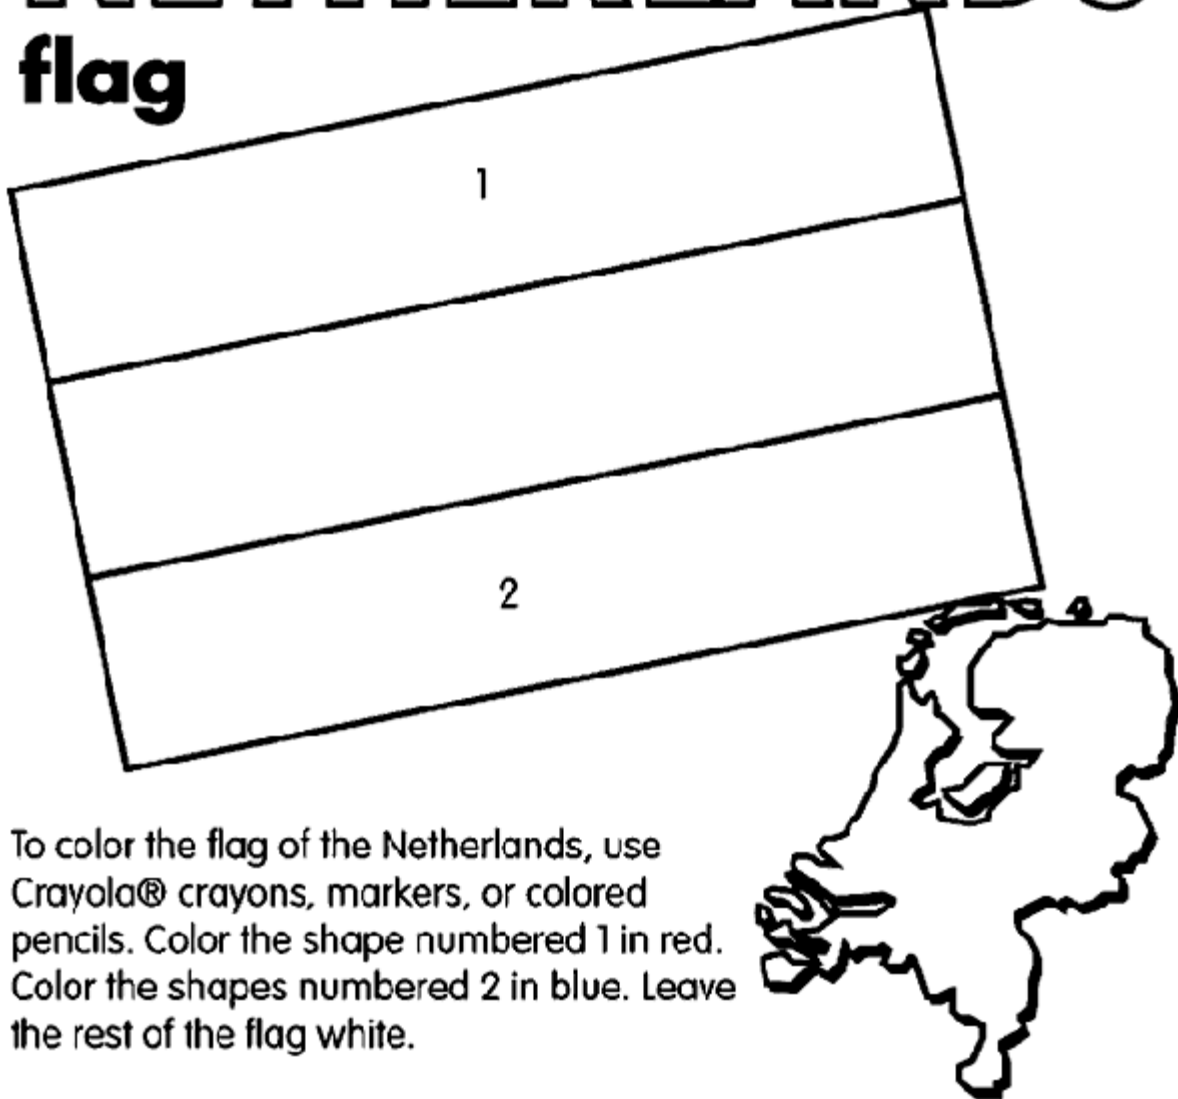 NETHERLANDS
flag
1
2
To color the flag of the Netherlands, use
Crayola® crayons, markers, or colored
pencils. Color the shape numbered 1 in red.
Color the shapes numbered 2 in blue. Leave
the rest of the flag white.